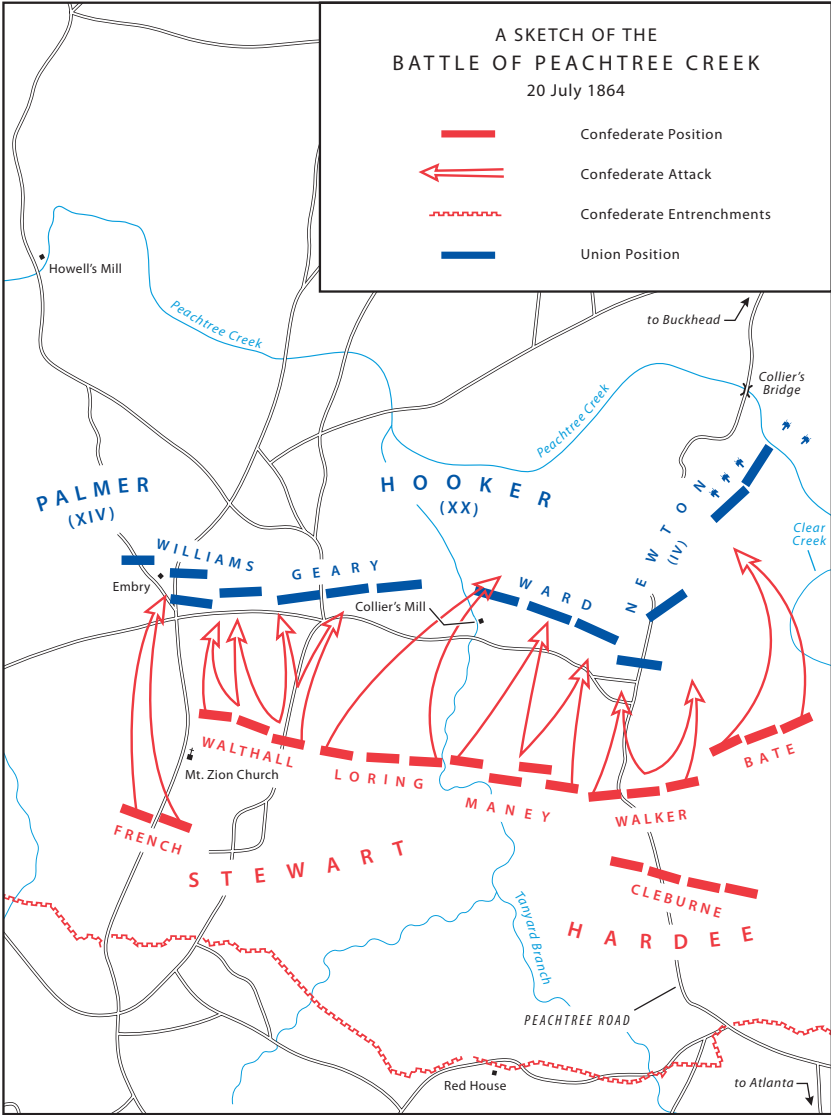 A SKETCH OF THE
BATTLE OF PEACHTREE CREEK
20 July 1864
Confederate Position
Confederate Attack
Confederate Entrenchments
Union Position
Howell's Mill
Peachtree Creek
to Buckhead
Collier's
Bridge
Peachtree Creek
PALMER
(XIV)
HOOKER
(XX)
NEWTON
(IV)
Clear
Creek
WILLIAMS
GEARY
WARD
Embry
Collier's Mill
WALTHALL
LORING
MANEY
WALKER
BATE
Mt. Zion Church
FRENCH
STEWART
CLEBURNE
HARDEE
Tanyard Branch
PEACHTREE ROAD
Red House
to Atlanta